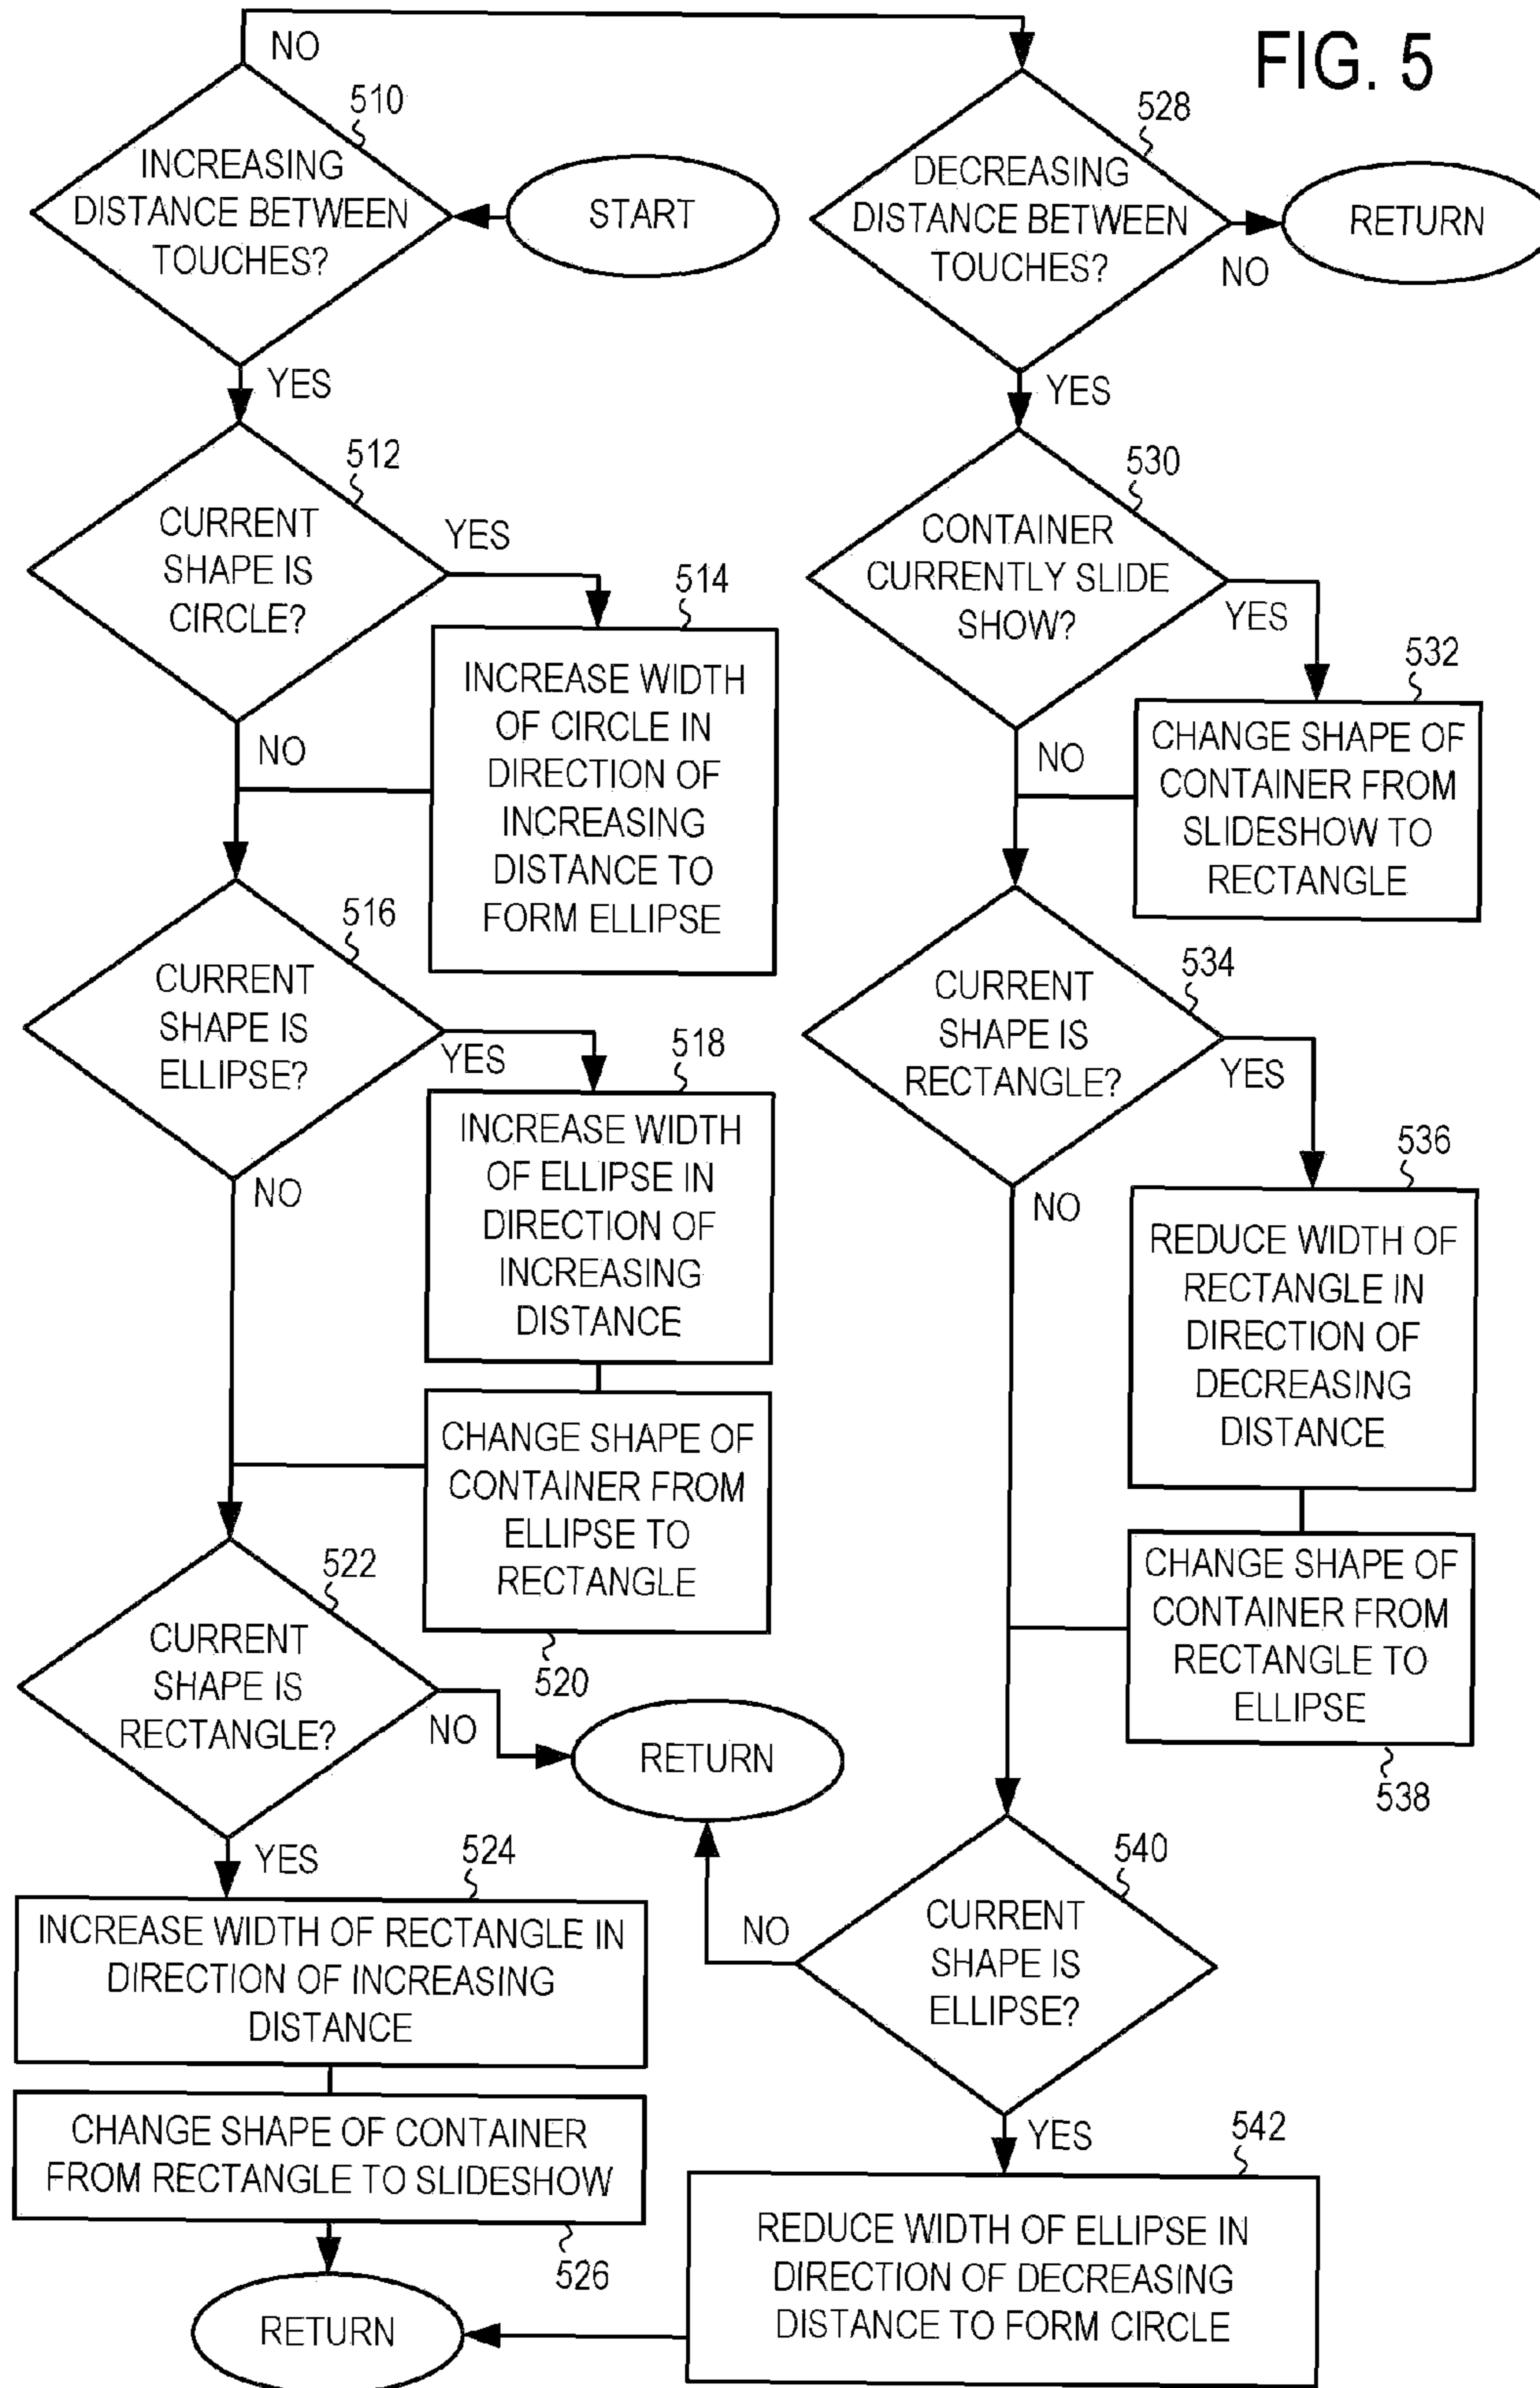 FIG. 5
NO
510
INCREASING
DISTANCE BETWEEN
TOUCHES?
START
YES
512
CURRENT
SHAPE IS
CIRCLE?
YES
514
INCREASE WIDTH
OF CIRCLE IN
DIRECTION OF
INCREASING
DISTANCE TO
FORM ELLIPSE
NO
516
CURRENT
SHAPE IS
ELLIPSE?
YES
518
INCREASE WIDTH
OF ELLIPSE IN
DIRECTION OF
INCREASING
DISTANCE
NO
CHANGE SHAPE OF
CONTAINER FROM
ELLIPSE TO
RECTANGLE
520
522
CURRENT
SHAPE IS
RECTANGLE?
NO
RETURN
YES
524
INCREASE WIDTH OF RECTANGLE IN
DIRECTION OF INCREASING
DISTANCE
CHANGE SHAPE OF CONTAINER
FROM RECTANGLE TO SLIDESHOW
526
RETURN
528
DECREASING
DISTANCE BETWEEN
TOUCHES?
NO
RETURN
YES
530
CONTAINER
CURRENTLY SLIDE
SHOW?
YES
532
CHANGE SHAPE OF
CONTAINER FROM
SLIDESHOW TO
RECTANGLE
NO
534
CURRENT
SHAPE IS
RECTANGLE?
YES
536
REDUCE WIDTH OF
RECTANGLE IN
DIRECTION OF
DECREASING
DISTANCE
NO
CHANGE SHAPE OF
CONTAINER FROM
RECTANGLE TO
ELLIPSE
538
540
CURRENT
SHAPE IS
ELLIPSE?
NO
YES
542
REDUCE WIDTH OF ELLIPSE IN
DIRECTION OF DECREASING
DISTANCE TO FORM CIRCLE